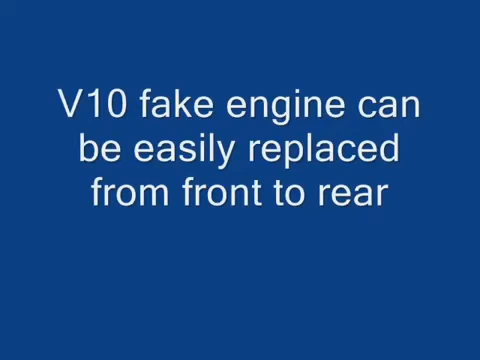 V10 fake engine can
be easily replaced
from front to rear